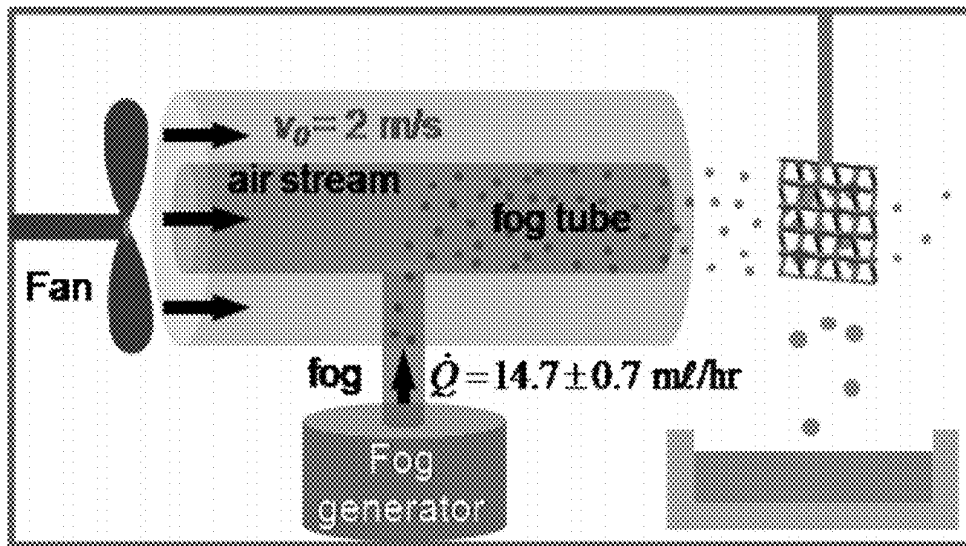 v₀= 2 m/s
air stream
fog tube
Fan
fog
Q̇ = 14.7 ± 0.7 mℓ/hr
Fog
generator